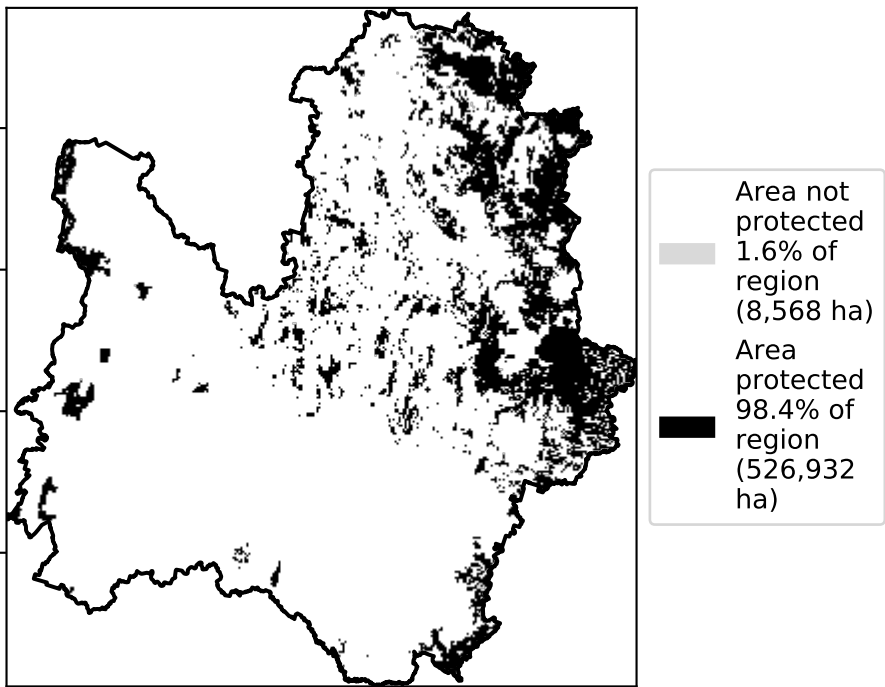 Area not
protected
1.6% of
region
(8,568 ha)
Area
protected
98.4% of
region
(526,932
ha)